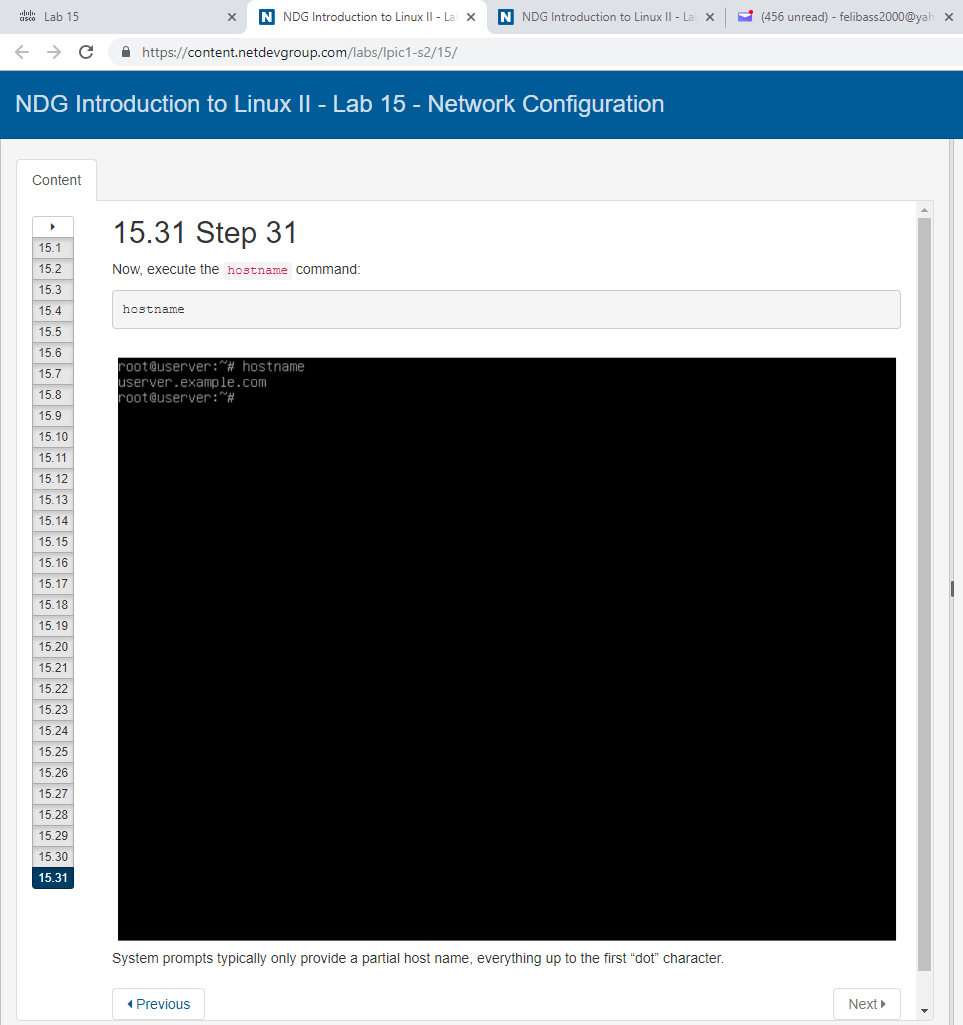 cisco
Lab 15
NDG Introduction to Linux II - La
NDG Introduction to Linux II - La
(456 unread) - felibass2000@yah
https://content.netdevgroup.com/labs/lpic1-s2/15/
NDG Introduction to Linux II - Lab 15 - Network Configuration
Content
15.1
15.2
15.3
15.4
15.5
15.6
15.7
15.8
15.9
15.10
15.11
15.12
15.13
15.14
15.15
15.16
15.17
15.18
15.19
15.20
15.21
15.22
15.23
15.24
15.25
15.26
15.27
15.28
15.29
15.30
15.31
15.31 Step 31
Now, execute the hostname command:
hostname
root@userver:~# hostname
userver.example.com
root@userver:~#
System prompts typically only provide a partial host name, everything up to the first “dot” character.
Previous
Next